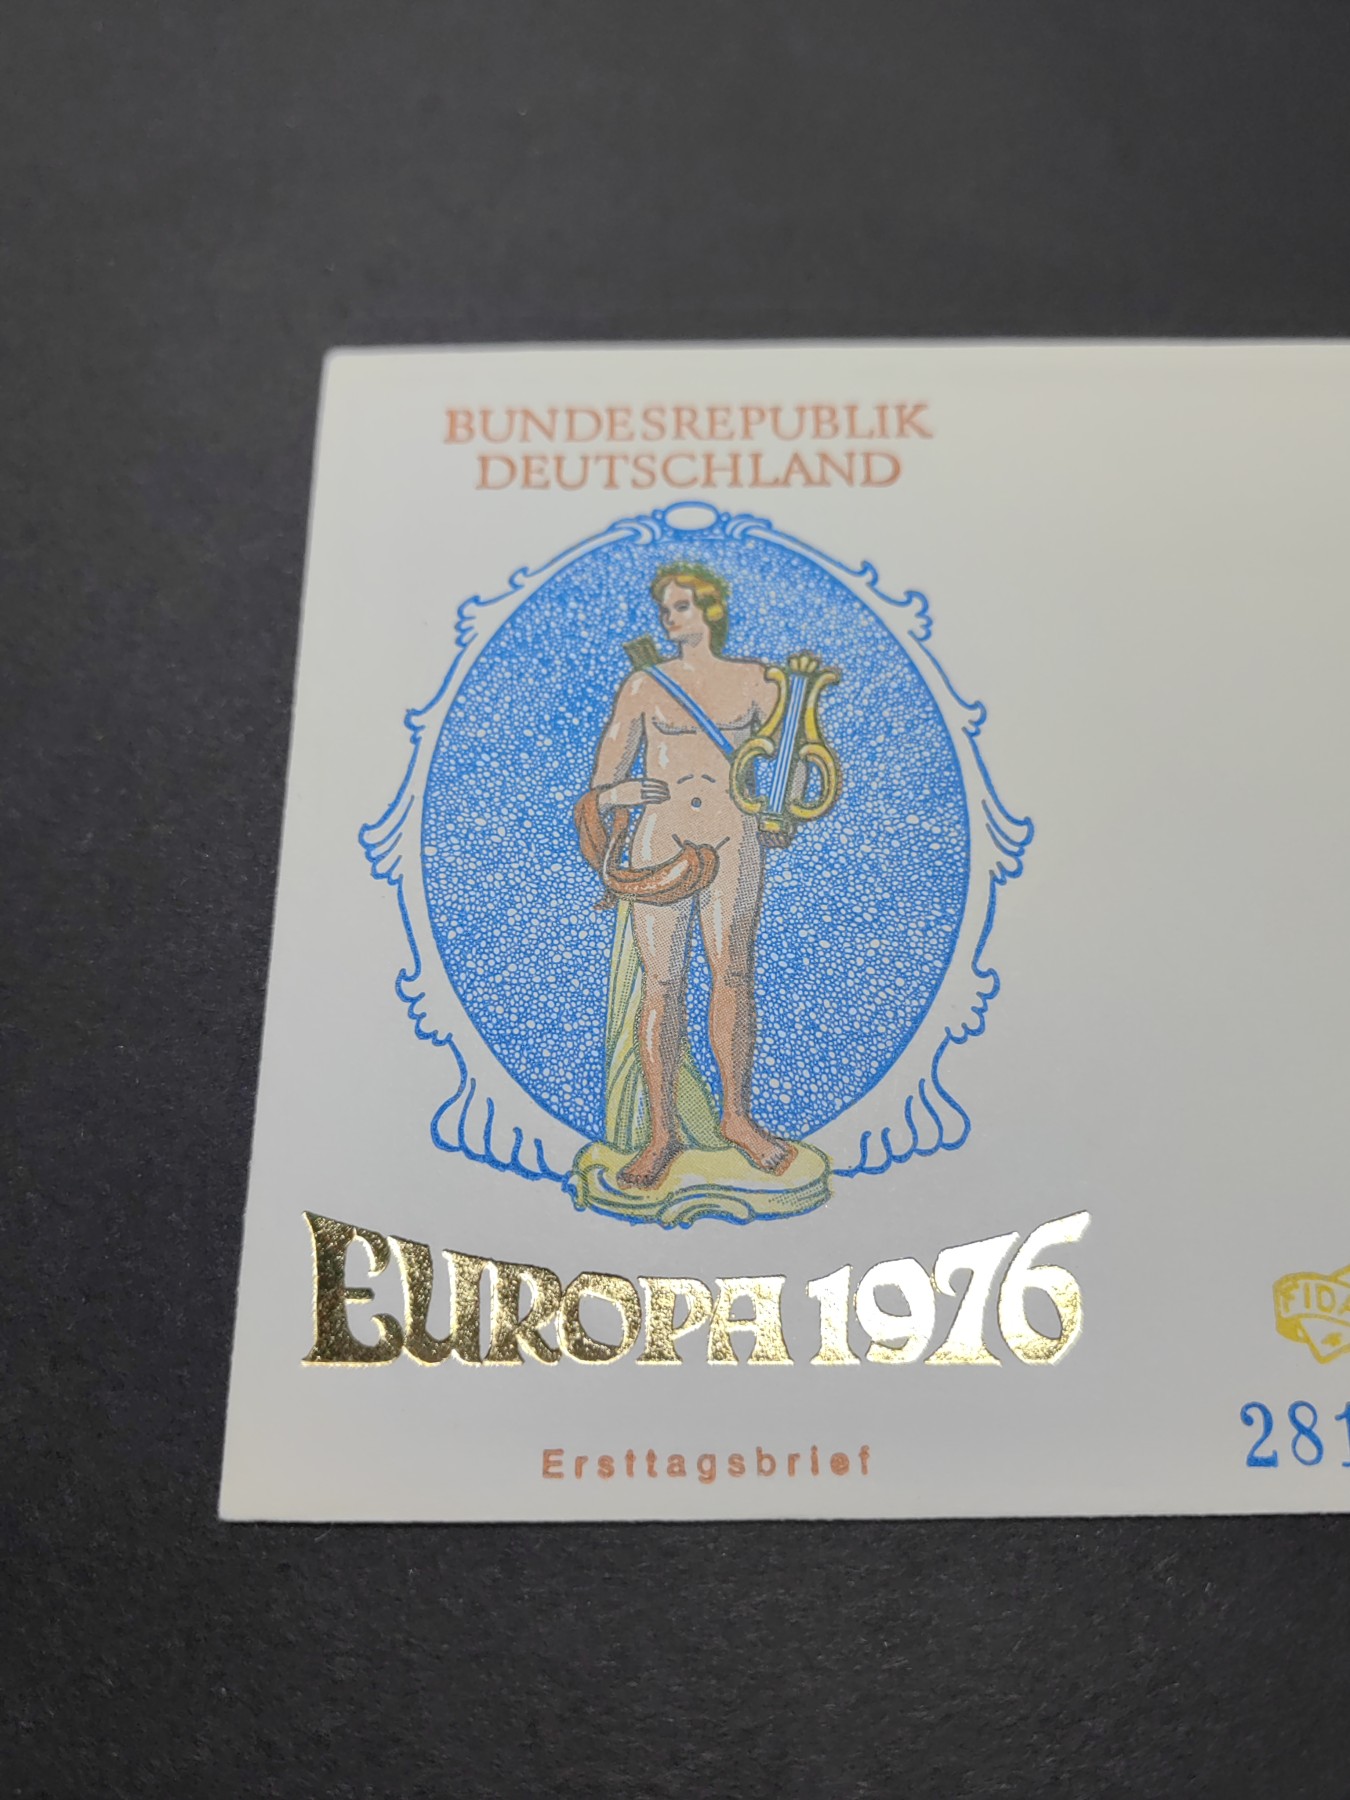 BUNDESREPUBLIK
DEUTSCHLAND
EUROPA 1976
Ersttagsbrief